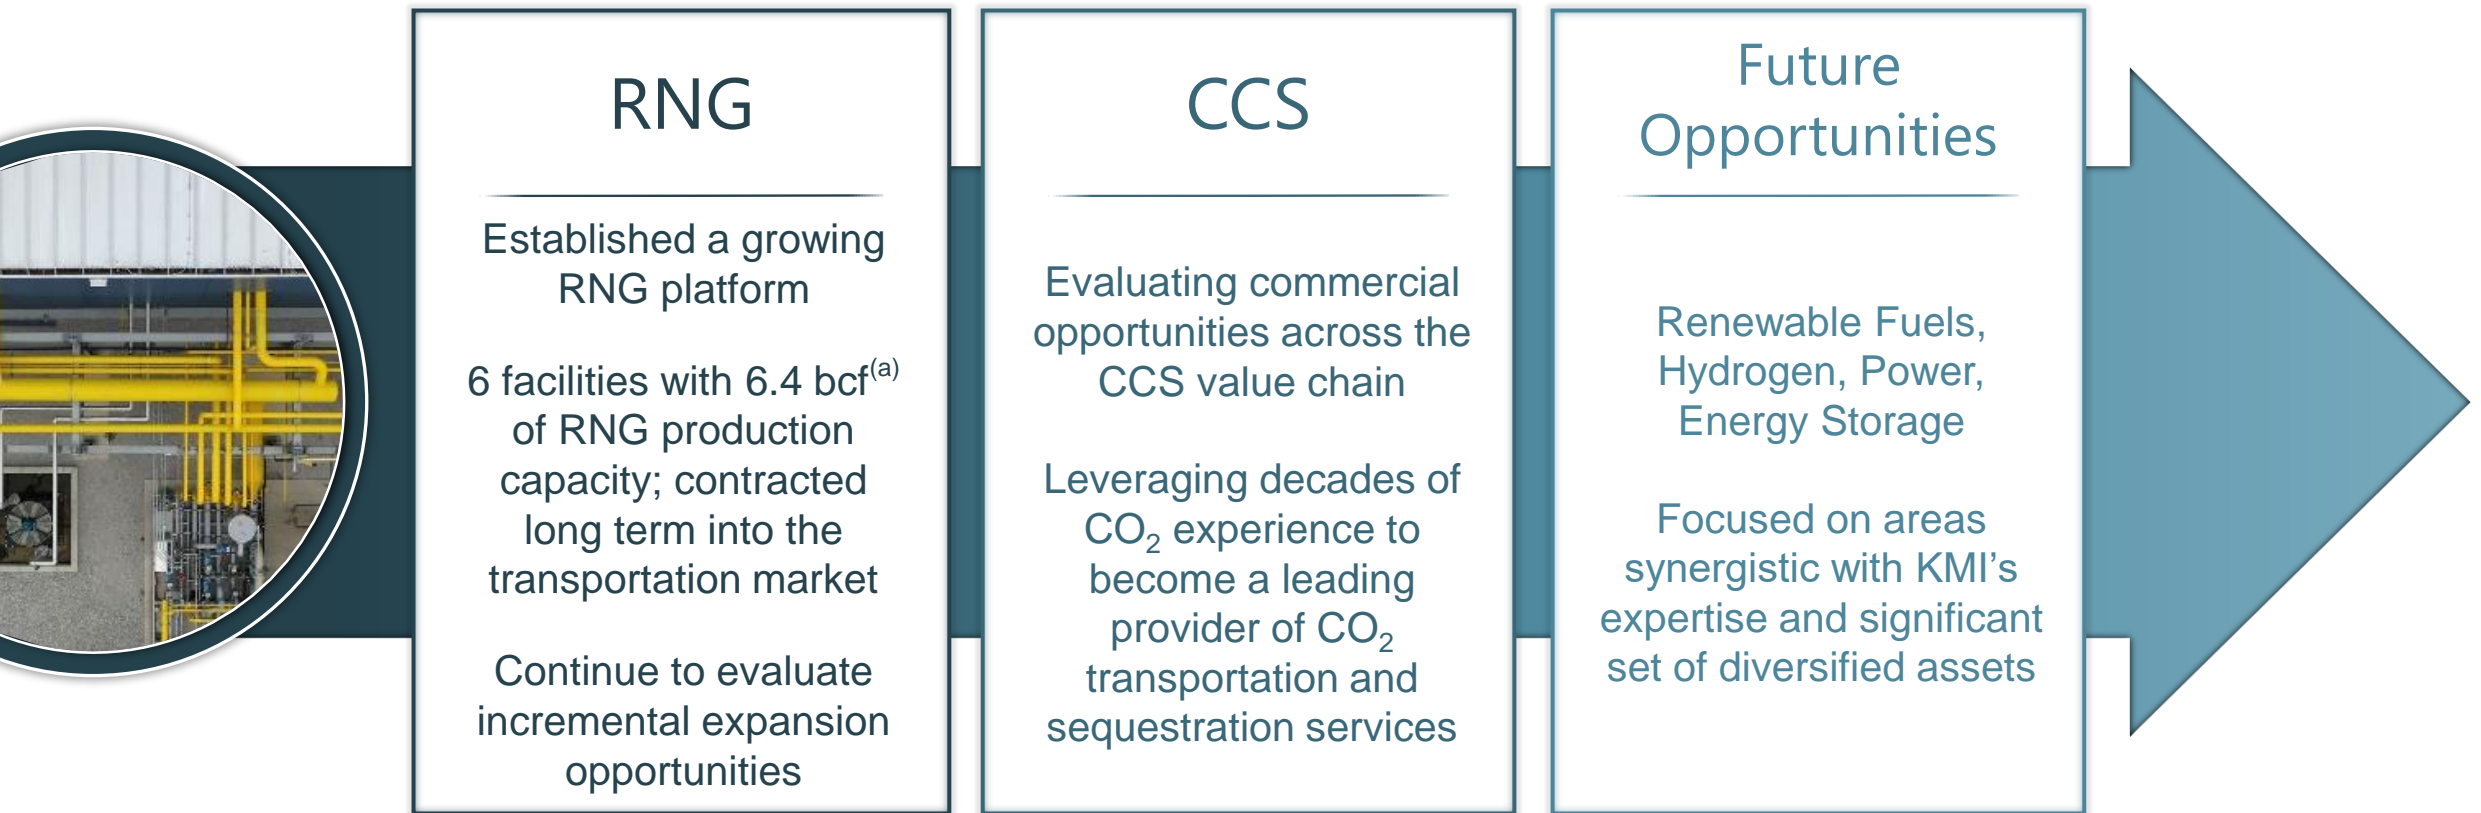 RNG
Established a growing
RNG platform
6 facilities with 6.4 bcf(a)
of RNG production
capacity; contracted
long term into the
transportation market
Continue to evaluate
incremental expansion
opportunities
CCS
Evaluating commercial
opportunities across the
CCS value chain
Leveraging decades of
CO₂ experience to
become a leading
provider of CO₂
transportation and
sequestration services
Future
Opportunities
Renewable Fuels,
Hydrogen, Power,
Energy Storage
Focused on areas
synergistic with KMI’s
expertise and significant
set of diversified assets